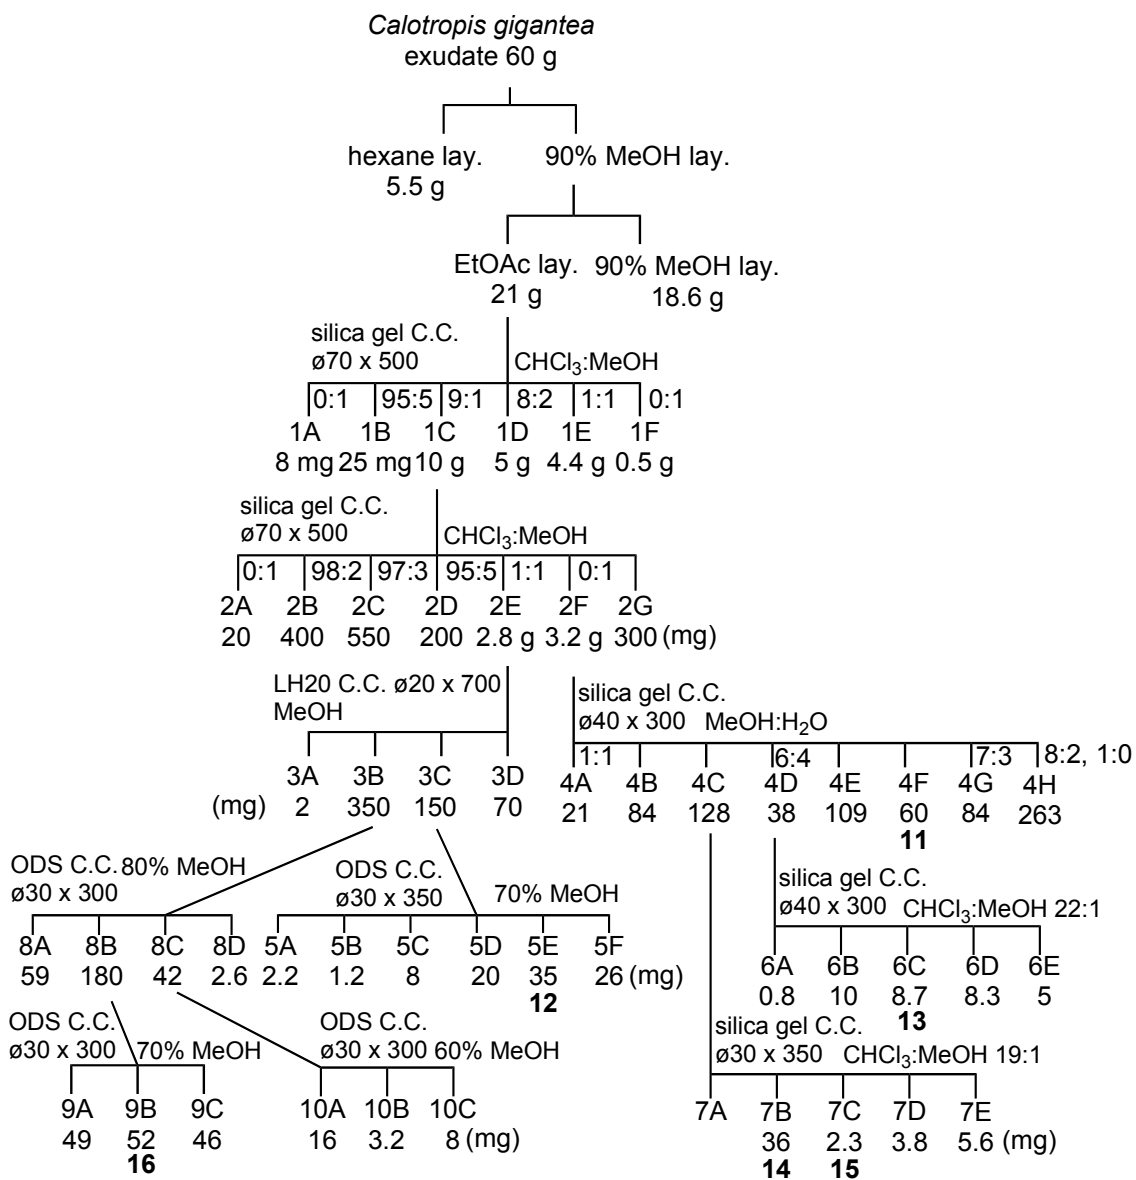 Calotropis gigantea
exudate 60 g
hexane lay. 90% MeOH lay.
5.5 g
EtOAc lay. 90% MeOH lay.
21 g 18.6 g
silica gel C.C.
ø70 x 500 CHCl₃:MeOH
0:1 95:5 9:1 8:2 1:1 0:1
1A 1B 1C 1D 1E 1F
8 mg 25 mg 10 g 5 g 4.4 g 0.5 g
silica gel C.C.
ø70 x 500 CHCl₃:MeOH
0:1 98:2 97:3 95:5 1:1 0:1
2A 2B 2C 2D 2E 2F 2G
20 400 550 200 2.8 g 3.2 g 300 (mg)
LH20 C.C. ø20 x 700
MeOH
3A 3B 3C 3D
(mg) 2 350 150 70
silica gel C.C.
ø40 x 300 MeOH:H₂O
1:1 6:4 7:3 8:2, 1:0
4A 4B 4C 4D 4E 4F 4G 4H
21 84 128 38 109 60 84 263
11
ODS C.C. 80% MeOH
ø30 x 300
8A 8B 8C 8D
59 180 42 2.6
ODS C.C.
ø30 x 350 70% MeOH
5A 5B 5C 5D 5E 5F
2.2 1.2 8 20 35 26 (mg)
12
silica gel C.C.
ø40 x 300 CHCl₃:MeOH 22:1
6A 6B 6C 6D 6E
0.8 10 8.7 8.3 5
13
ODS C.C.
ø30 x 300 70% MeOH
9A 9B 9C
49 52 46
16
ODS C.C.
ø30 x 300 60% MeOH
10A 10B 10C
16 3.2 8 (mg)
silica gel C.C.
ø30 x 350 CHCl₃:MeOH 19:1
7A 7B 7C 7D 7E
36 2.3 3.8 5.6 (mg)
14 15